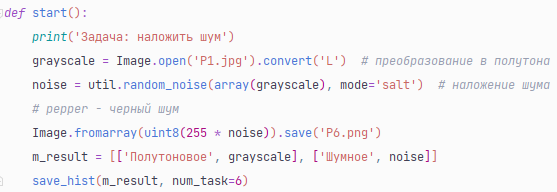 def start():
print('Задача: наложить шум')
grayscale = Image.open('P1.jpg').convert('L')  # преобразование в полутона
noise = util.random_noise(array(grayscale), mode='salt')  # наложение шума
# pepper - черный шум
Image.fromarray(uint8(255 * noise)).save('P6.png')
m_result = [['Полутоновое', grayscale], ['Шумное', noise]]
save_hist(m_result, num_task=6)